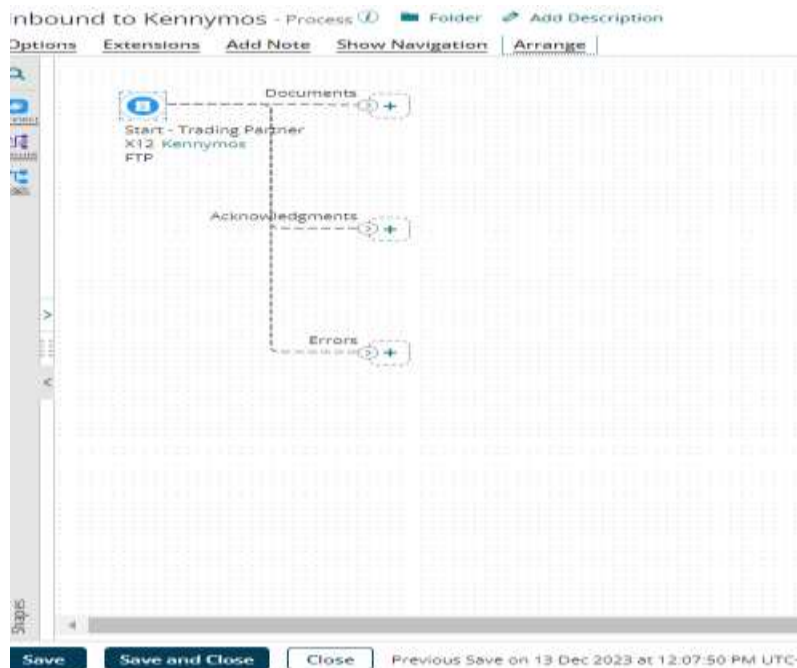 nbound to Kennymos - Process Folder Add Description
Options Extensions Add Note Show Navigation Arrange
Documents
Start - Trading Partner
X12 Kennymos
FTP
Acknowledgments
Errors
Shapes
Save Save and Close Close Previous Save on 13 Dec 2023 at 12:07:50 PM UTC-